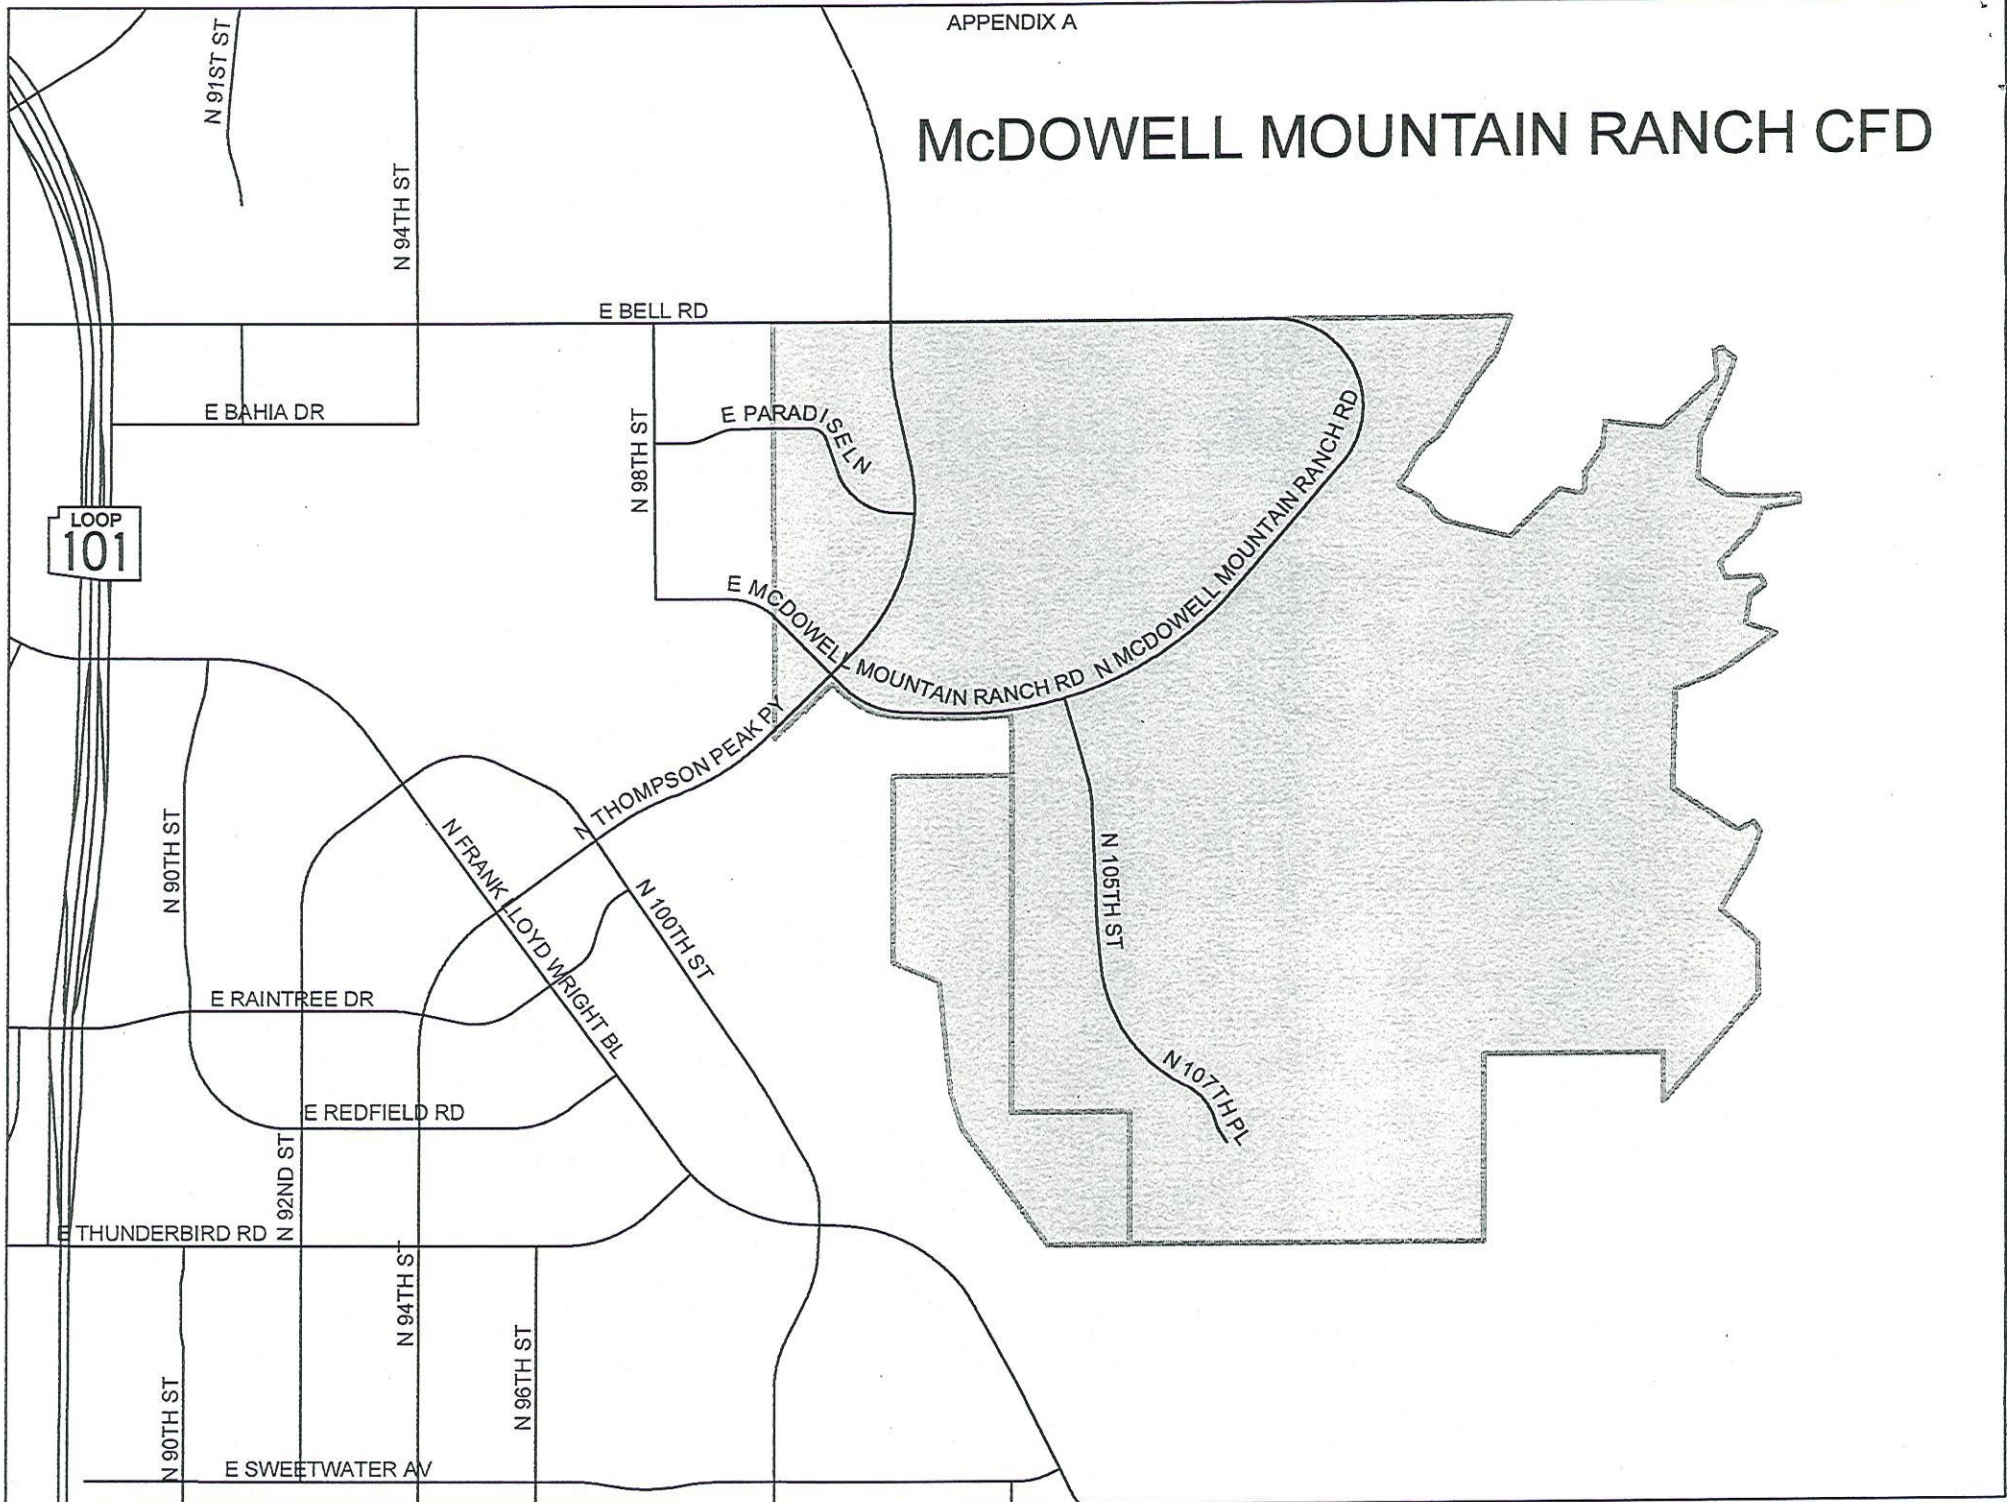 APPENDIX A
McDOWELL MOUNTAIN RANCH CFD
N 91ST ST
N 94TH ST
E BELL RD
E BAHIA DR
N 98TH ST
E PARADISE LN
LOOP
101
E MCDOWELL MOUNTAIN RANCH RD
N MCDOWELL MOUNTAIN RANCH RD
N THOMPSON PEAK PY
N 90TH ST
N FRANK LLOYD WRIGHT BL
N 100TH ST
N 105TH ST
E RAINTREE DR
N 107TH PL
E REDFIELD RD
N 92ND ST
E THUNDERBIRD RD
N 94TH ST
N 96TH ST
N 90TH ST
E SWEETWATER AV